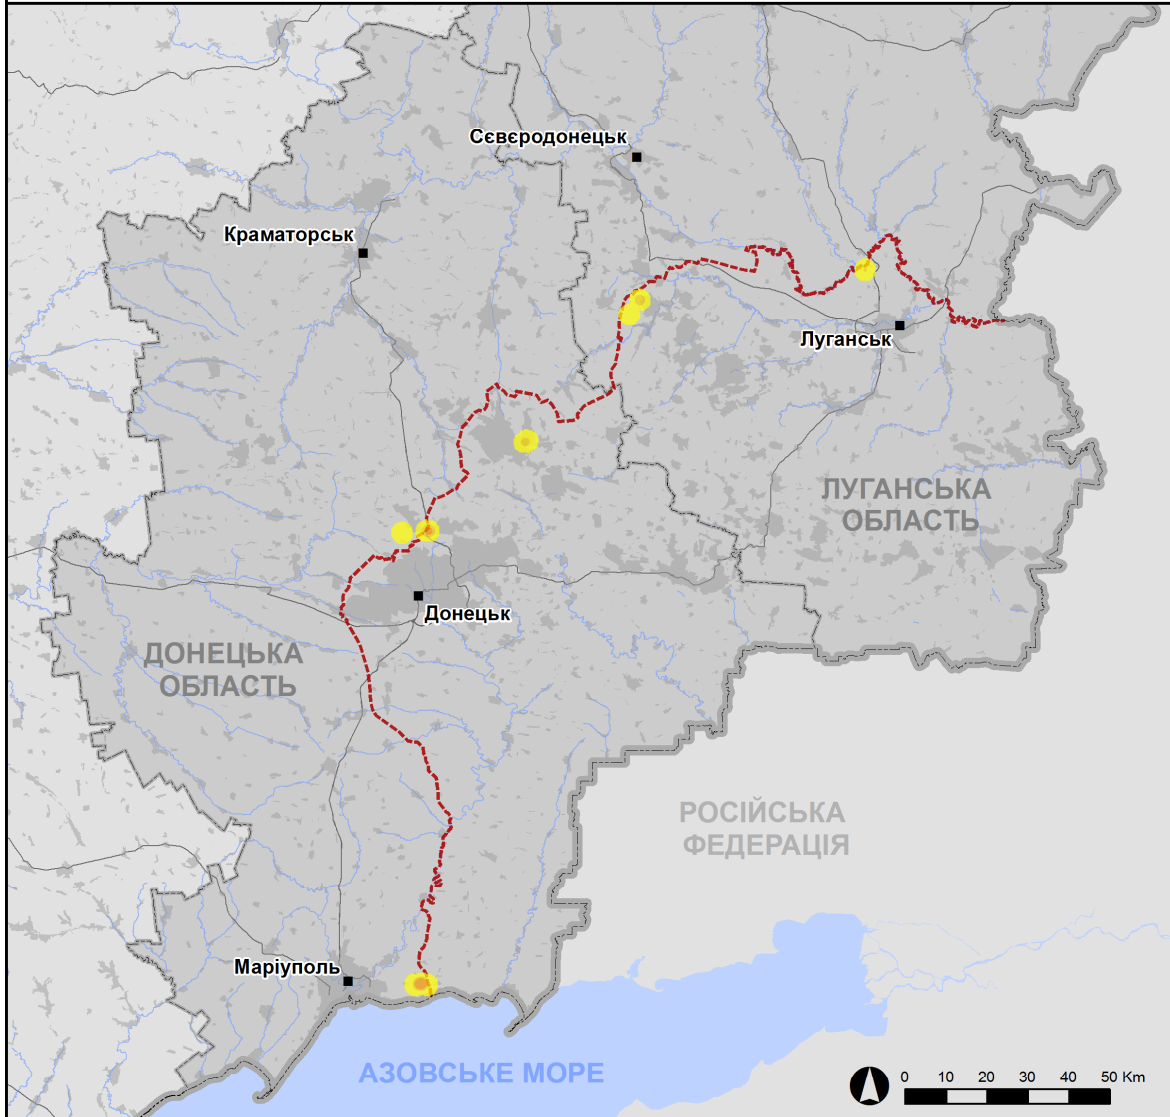 Сєвєродонецьк
Краматорськ
Луганськ
ЛУГАНСЬКА
ОБЛАСТЬ
Донецьк
ДОНЕЦЬКА
ОБЛАСТЬ
РОСІЙСЬКА
ФЕДЕРАЦІЯ
Маріуполь
АЗОВСЬКЕ МОРЕ
0 10 20 30 40 50 Km